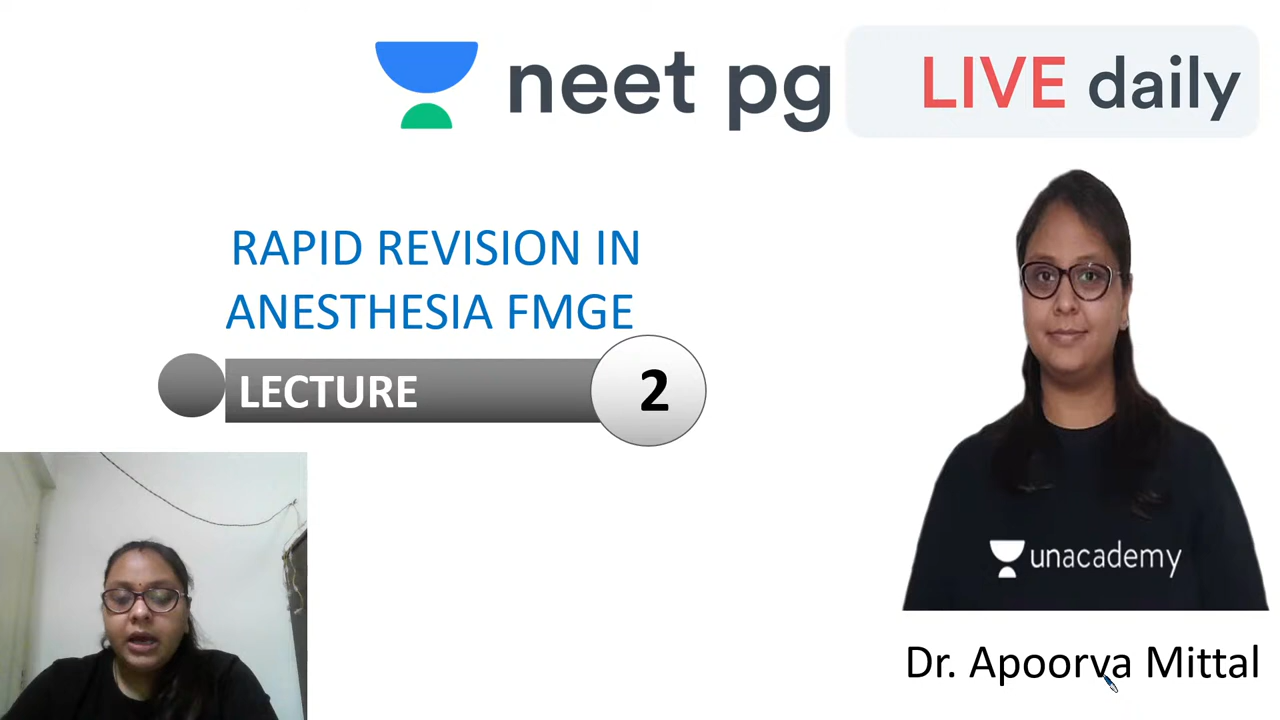 neet pg
LIVE daily
RAPID REVISION IN
ANESTHESIA FMGE
LECTURE 2
unacademy
Dr. Apoorva Mittal